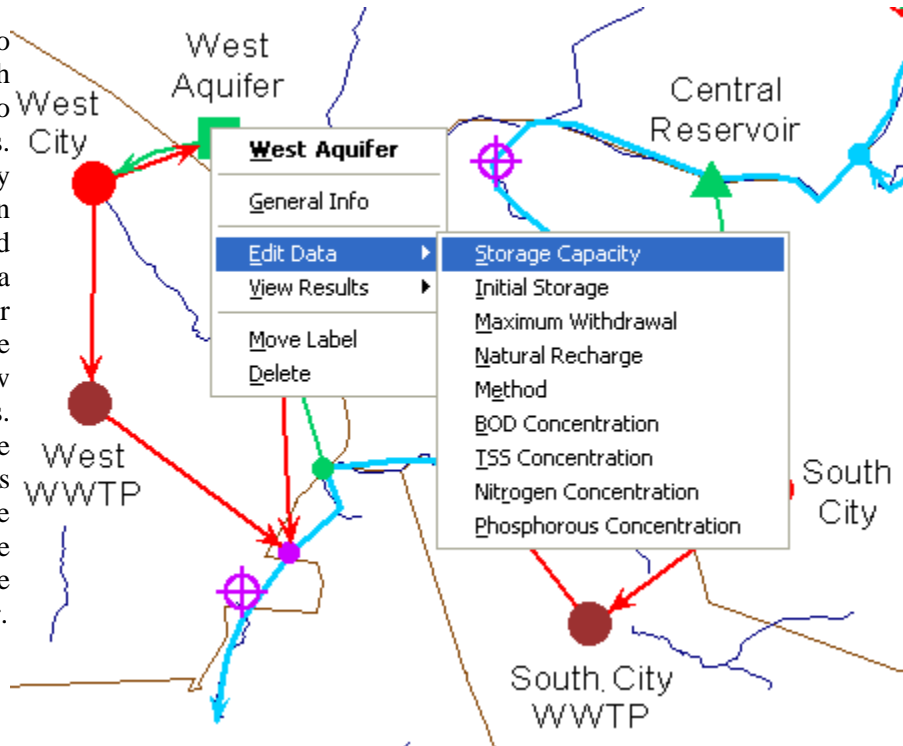 West
Aquifer
West
City
Central
Reservoir
West Aquifer
General Info
Edit Data
View Results
Move Label
Delete
Storage Capacity
Initial Storage
Maximum Withdrawal
Natural Recharge
Method
BOD Concentration
TSS Concentration
Nitrogen Concentration
Phosphorous Concentration
West
WWTP
South
City
South City
WWTP